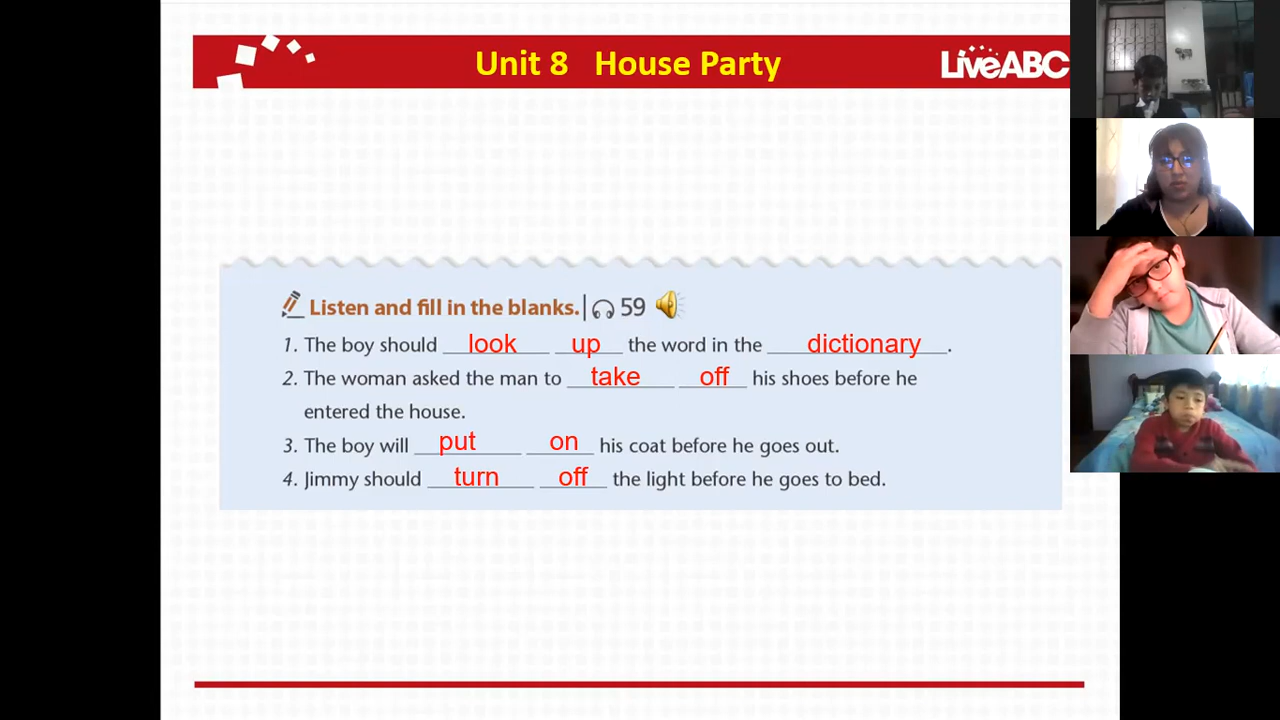 Unit 8 House Party
LiveABC
Listen and fill in the blanks. 59
1. The boy should look up the word in the dictionary.
2. The woman asked the man to take off his shoes before he
entered the house.
3. The boy will put on his coat before he goes out.
4. Jimmy should turn off the light before he goes to bed.